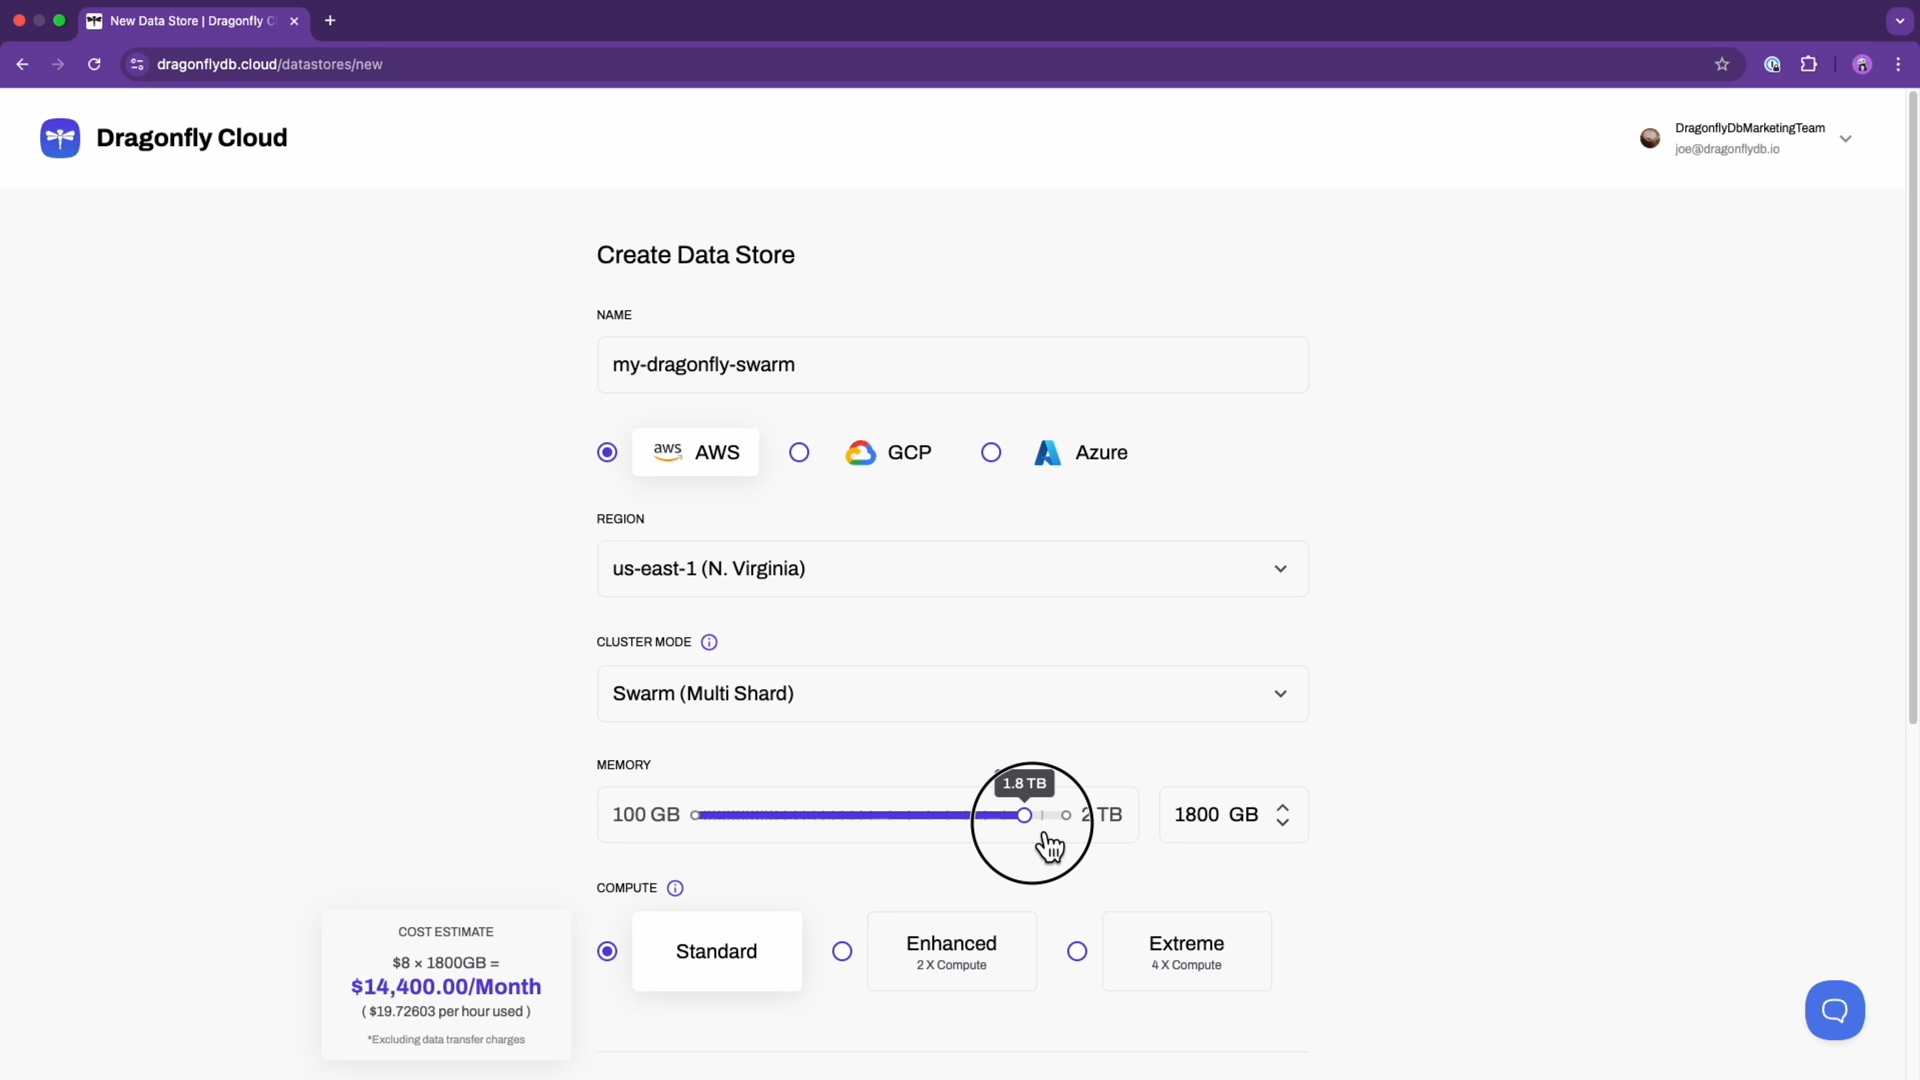 New Data Store | Dragonfly C
dragonflydb.cloud/datastores/new
Dragonfly Cloud
DragonflyDbMarketingTeam
joe@dragonflydb.io
Create Data Store
NAME
my-dragonfly-swarm
aws AWS GCP Azure
REGION
us-east-1 (N. Virginia)
CLUSTER MODE
Swarm (Multi Shard)
MEMORY
1.8 TB
100 GB 2 TB 1800 GB
COMPUTE
Standard
Enhanced
2 X Compute
Extreme
4 X Compute
COST ESTIMATE
$8 × 1800GB =
$14,400.00/Month
( $19.72603 per hour used )
*Excluding data transfer charges